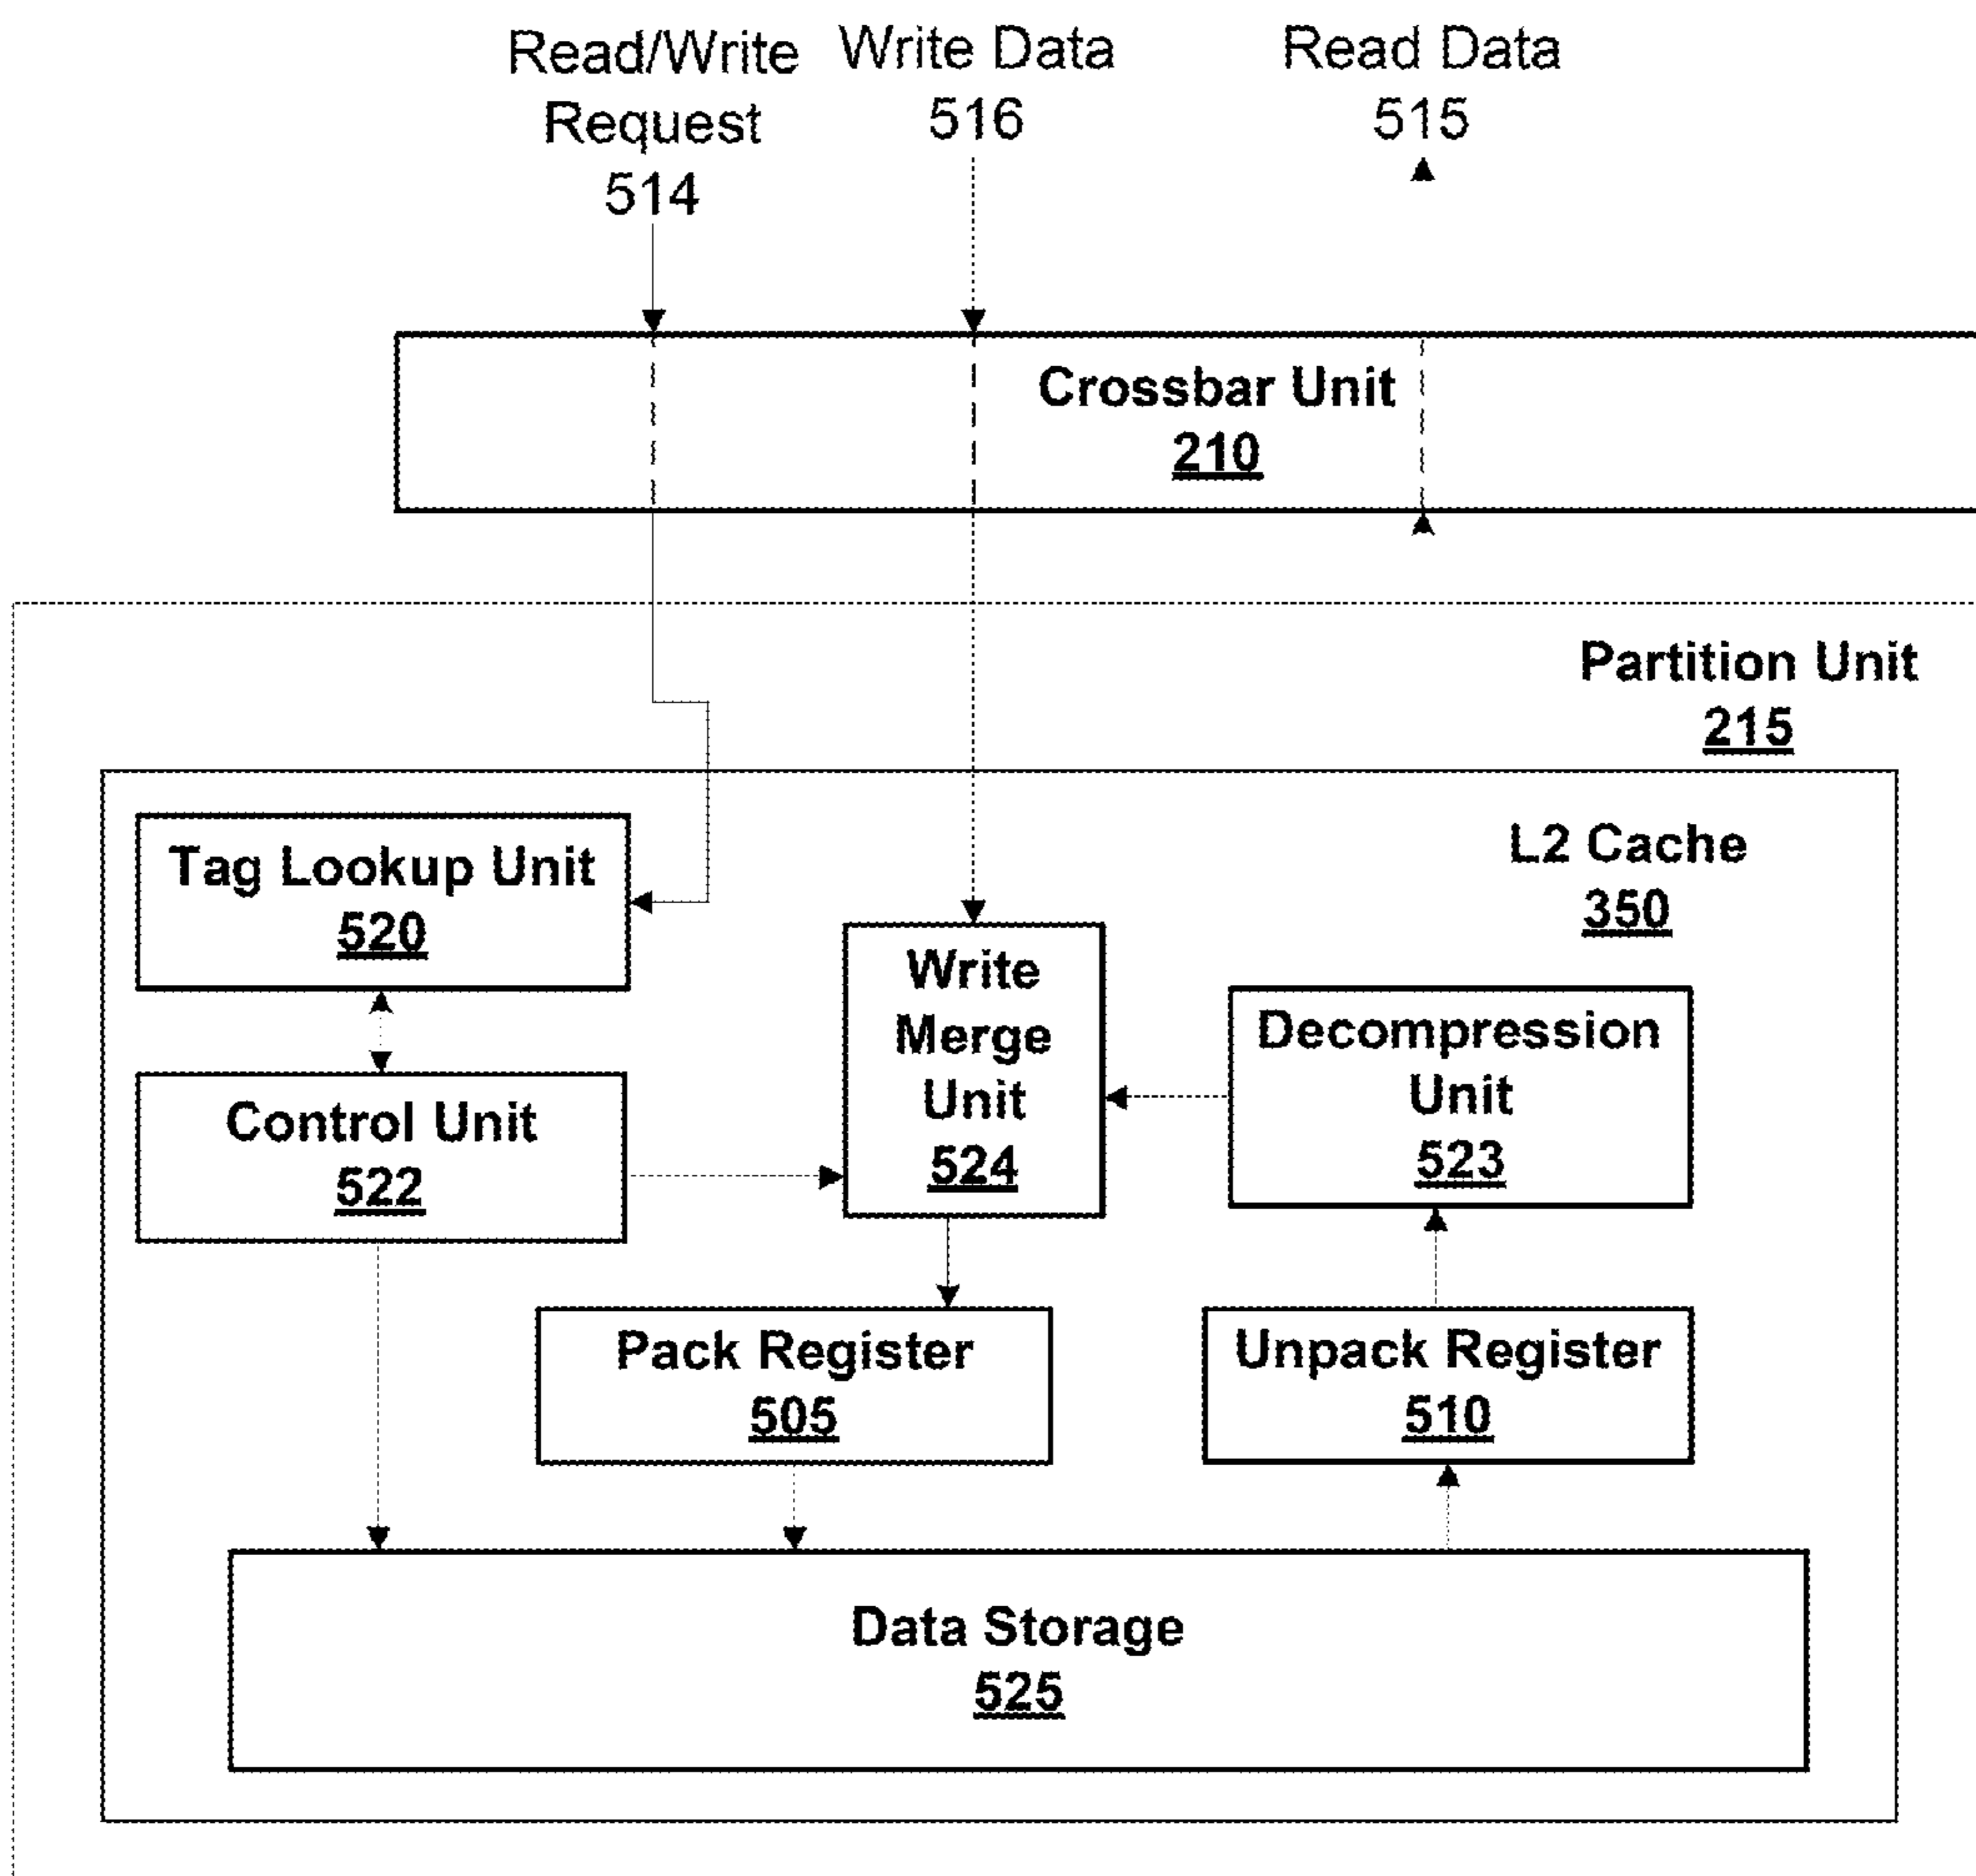 Read/Write
Request
514
Write Data
516
Read Data
515
Crossbar Unit
210
Partition Unit
215
L2 Cache
350
Tag Lookup Unit
520
Control Unit
522
Write
Merge
Unit
524
Decompression
Unit
523
Pack Register
505
Unpack Register
510
Data Storage
525